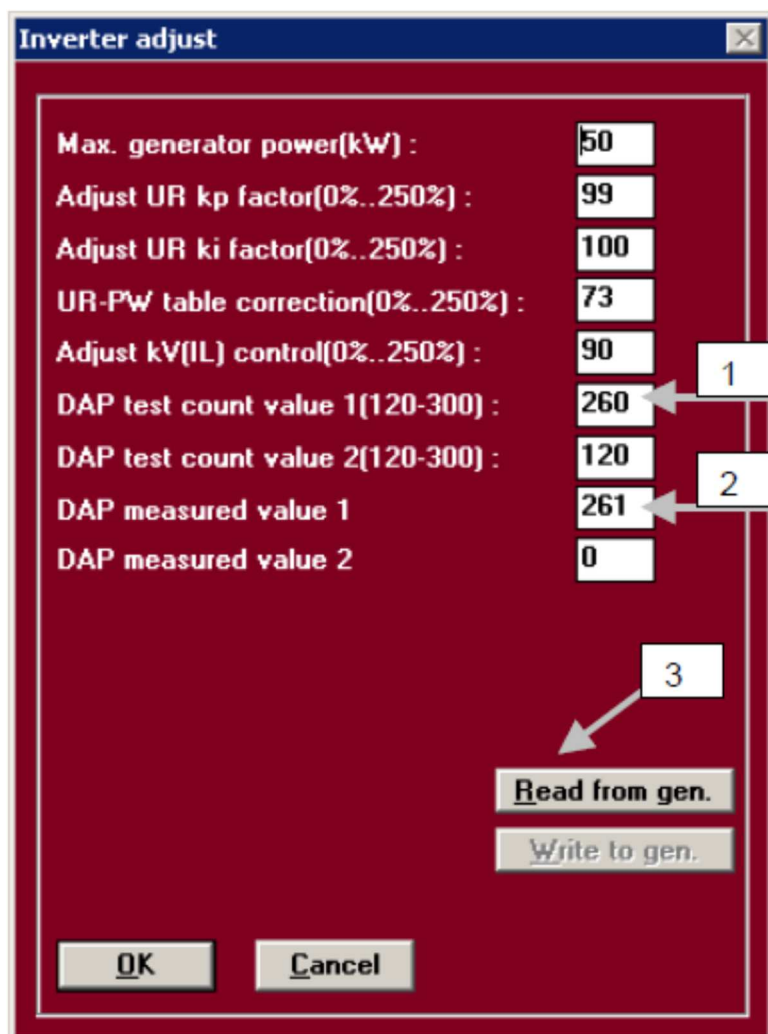 Inverter adjust
Max. generator power(kW) : 50
Adjust UR kp factor(0%..250%) : 99
Adjust UR ki factor(0%..250%) : 100
UR-PW table correction(0%..250%) : 73
Adjust kV(IL) control(0%..250%) : 90
1
DAP test count value 1(120-300) : 260
DAP test count value 2(120-300) : 120
2
DAP measured value 1 261
DAP measured value 2 0
3
Read from gen.
Write to gen.
OK Cancel